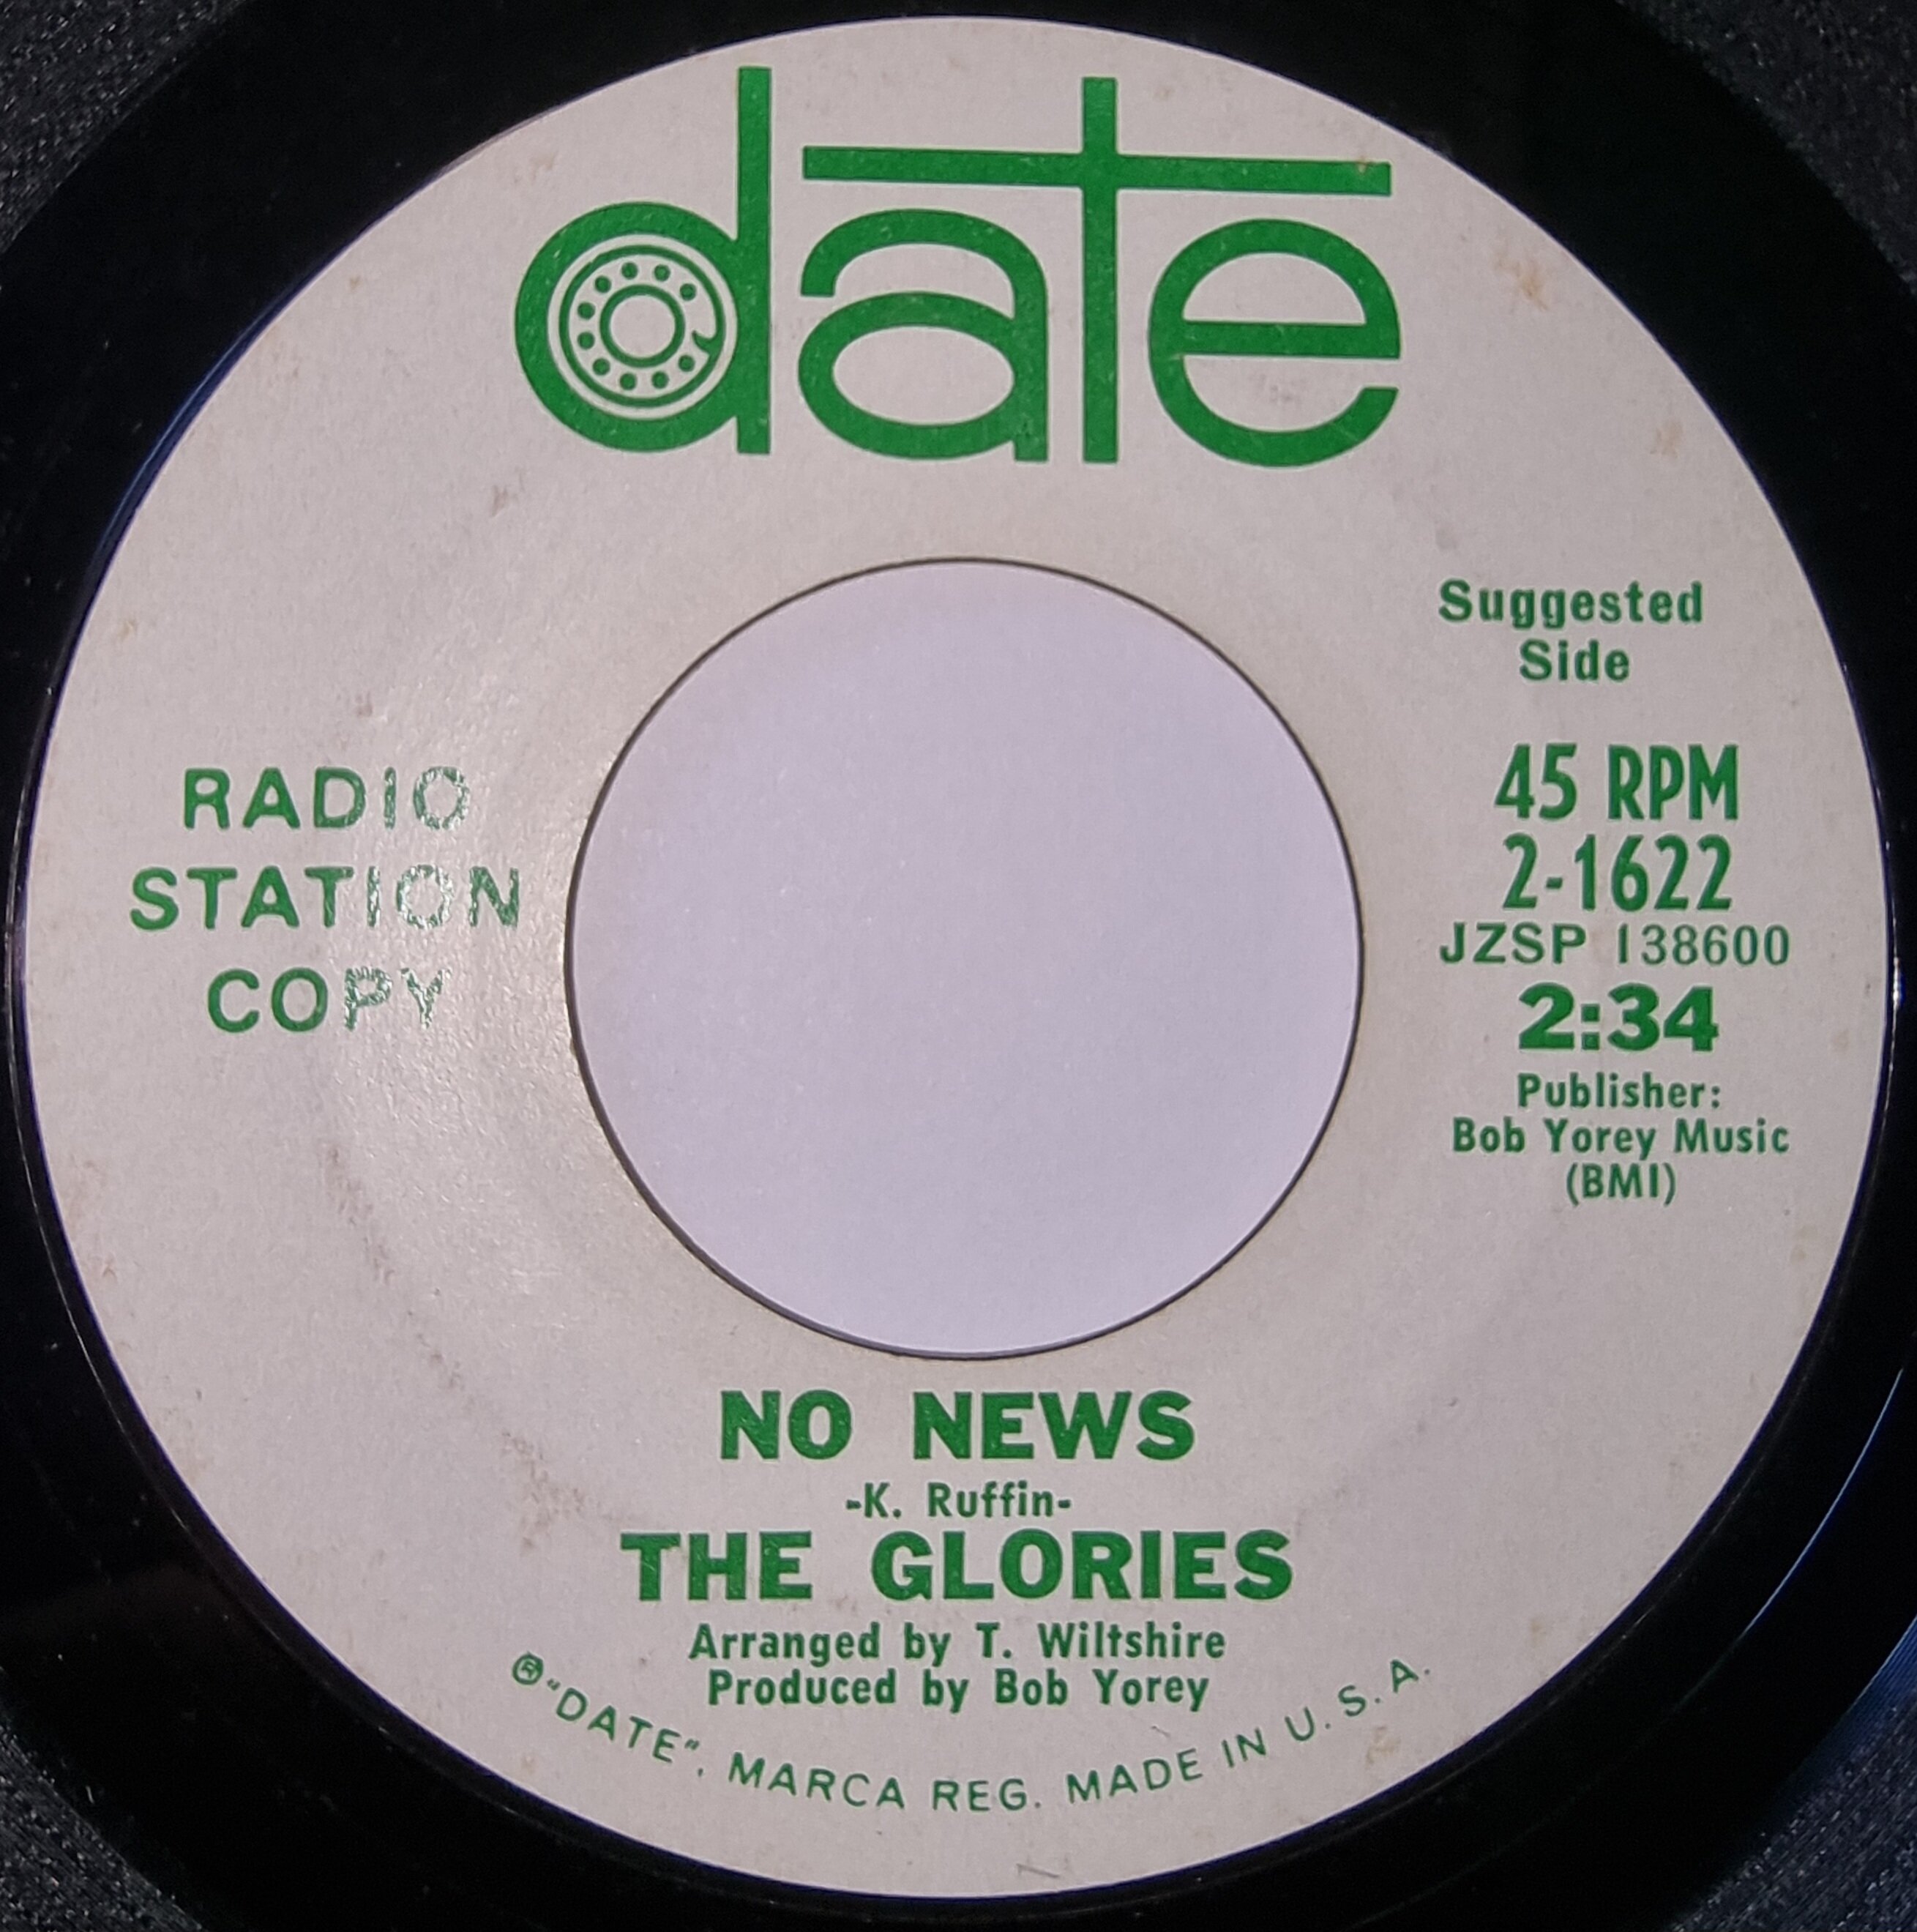 date
Suggested
Side
RADIO
STATION
COPY
45 RPM
2-1622
JZSP 138600
2:34
Publisher:
Bob Yorey Music
(BMI)
NO NEWS
-K. Ruffin-
THE GLORIES
Arranged by T. Wiltshire
Produced by Bob Yorey
®"DATE", MARCA REG. MADE IN U.S.A.